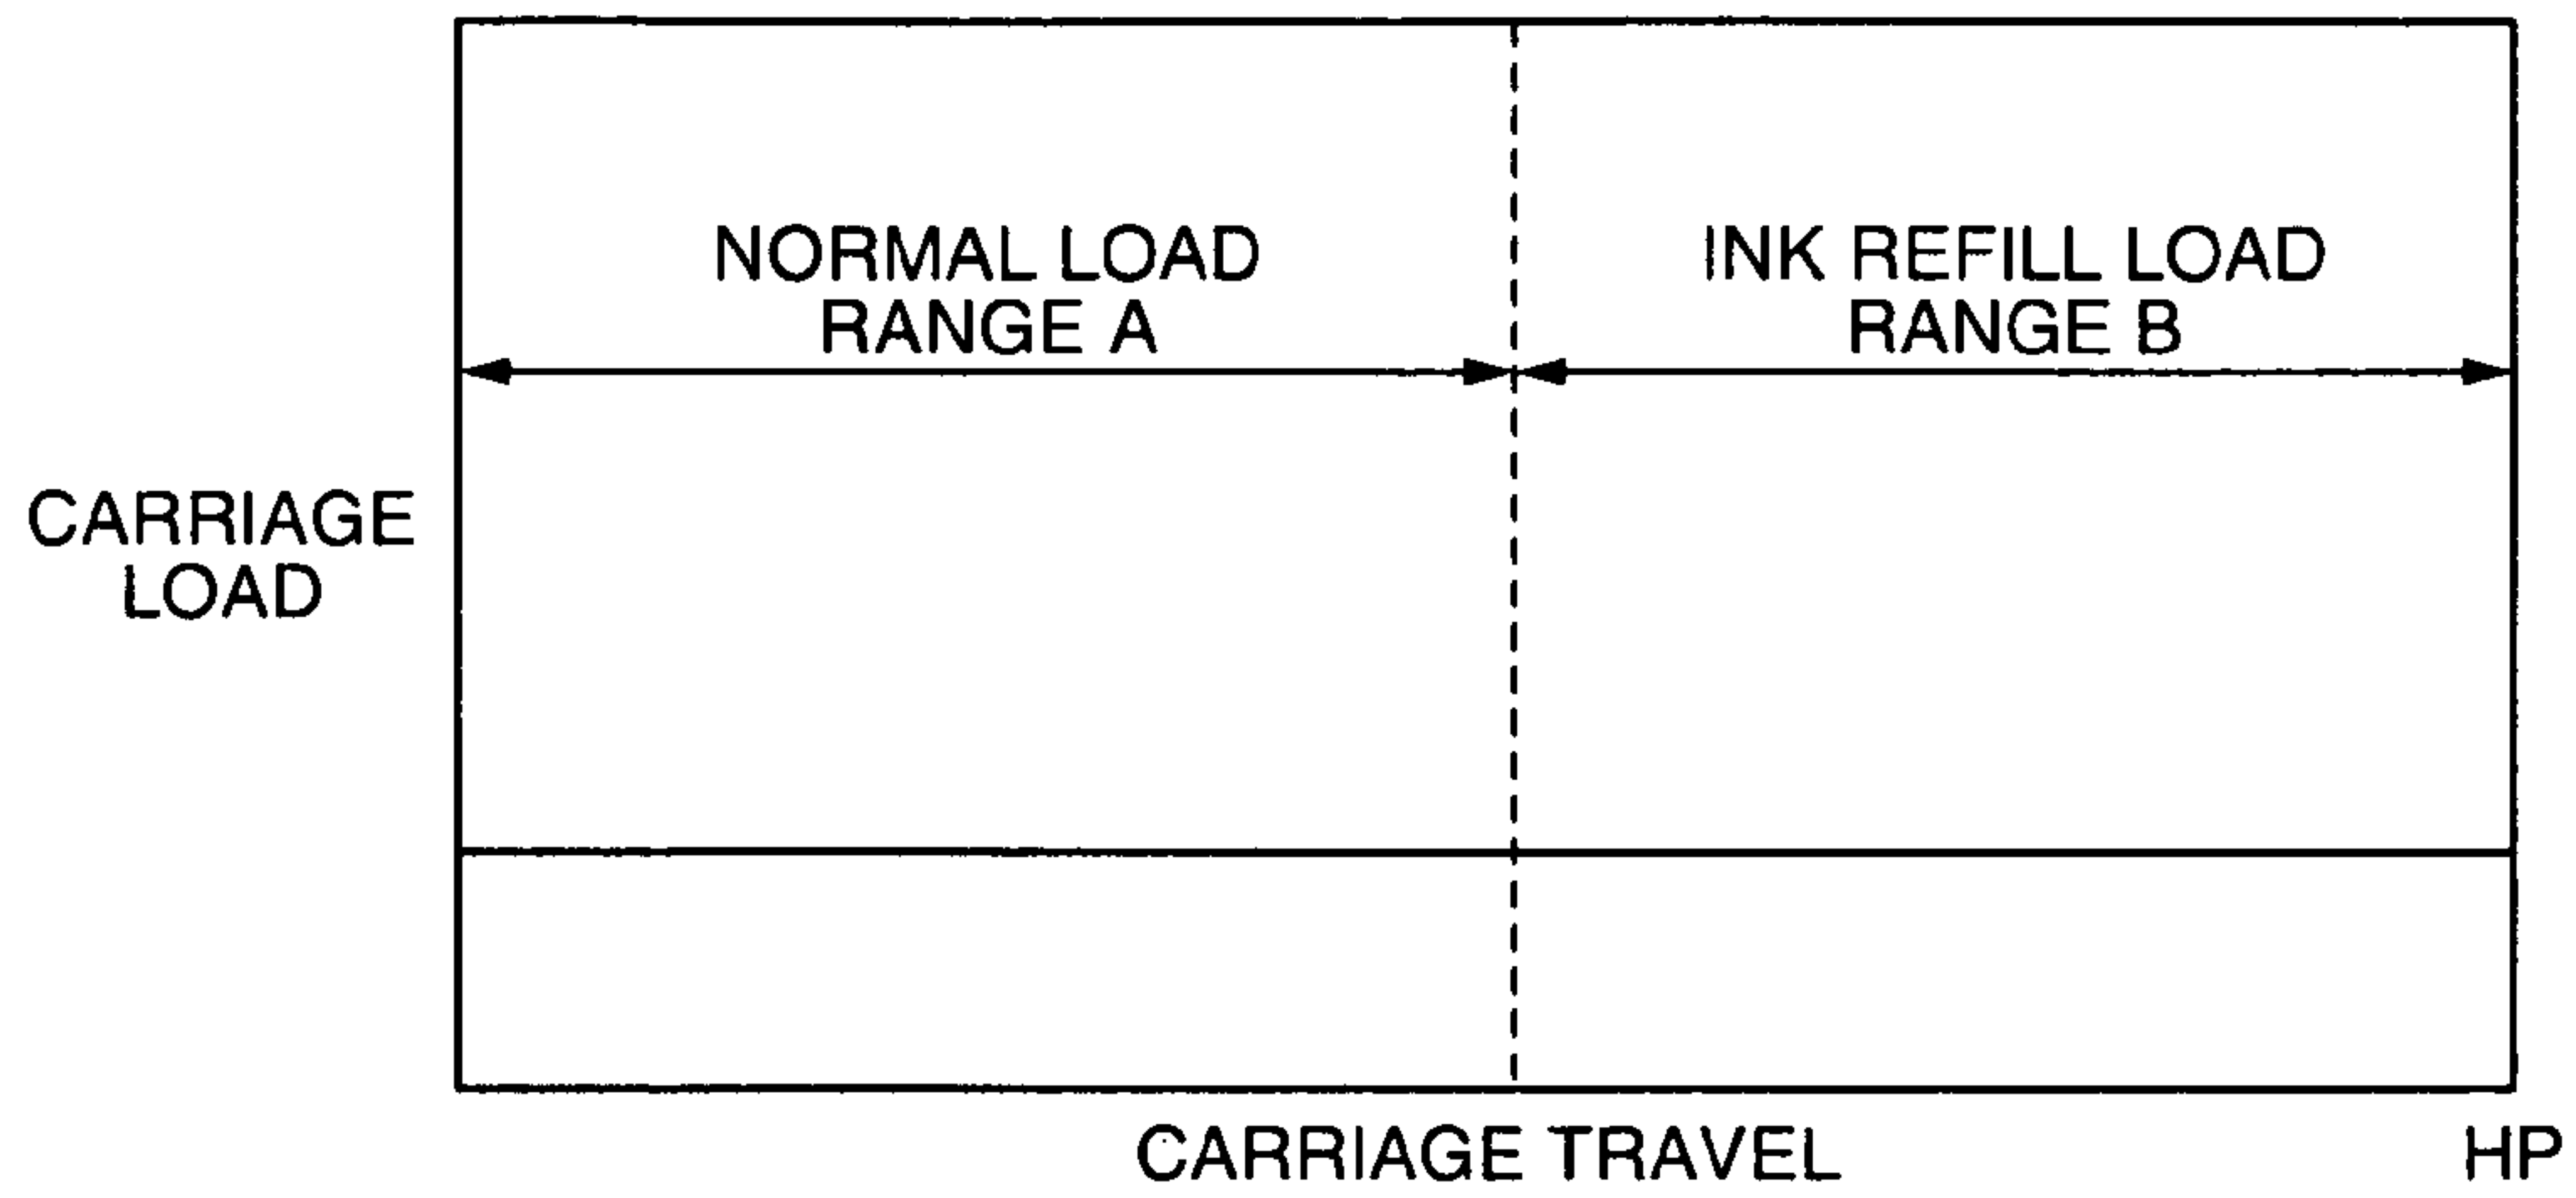 NORMAL LOAD
RANGE A
INK REFILL LOAD
RANGE B
CARRIAGE
LOAD
CARRIAGE TRAVEL
HP